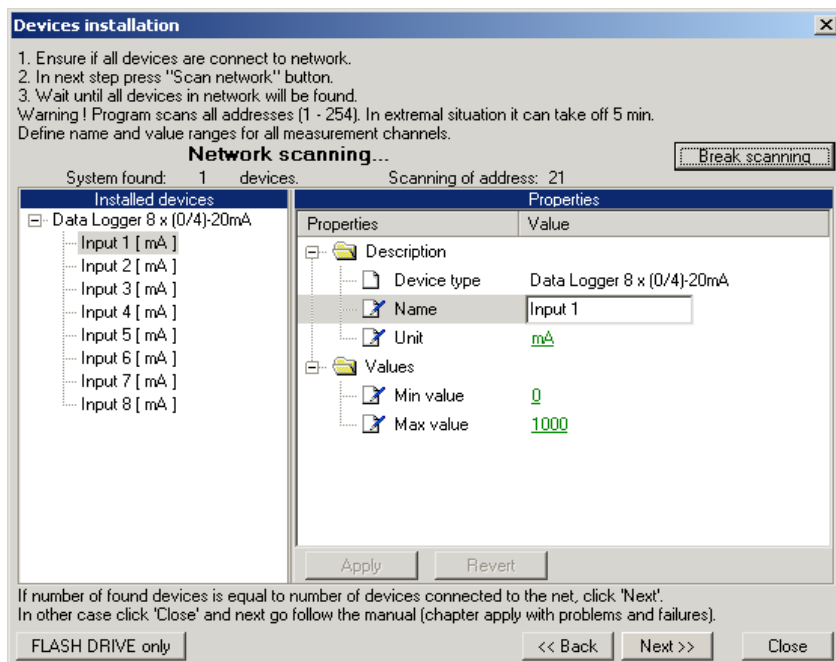 Devices installation
1. Ensure if all devices are connect to network.
2. In next step press "Scan network" button.
3. Wait until all devices in network will be found.
Warning ! Program scans all addresses (1 - 254). In extremal situation it can take off 5 min.
Define name and value ranges for all measurement channels.
Network scanning...
Break scanning
System found: 1 devices. Scanning of address: 21
Installed devices
Data Logger 8 x (0/4)-20mA
Input 1 [ mA ]
Input 2 [ mA ]
Input 3 [ mA ]
Input 4 [ mA ]
Input 5 [ mA ]
Input 6 [ mA ]
Input 7 [ mA ]
Input 8 [ mA ]
Properties
Properties Value
Description
Device type Data Logger 8 x (0/4)-20mA
Name Input 1
Unit mA
Values
Min value 0
Max value 1000
Apply Revert
If number of found devices is equal to number of devices connected to the net, click 'Next'.
In other case click 'Close' and next go follow the manual (chapter apply with problems and failures).
FLASH DRIVE only << Back Next >> Close